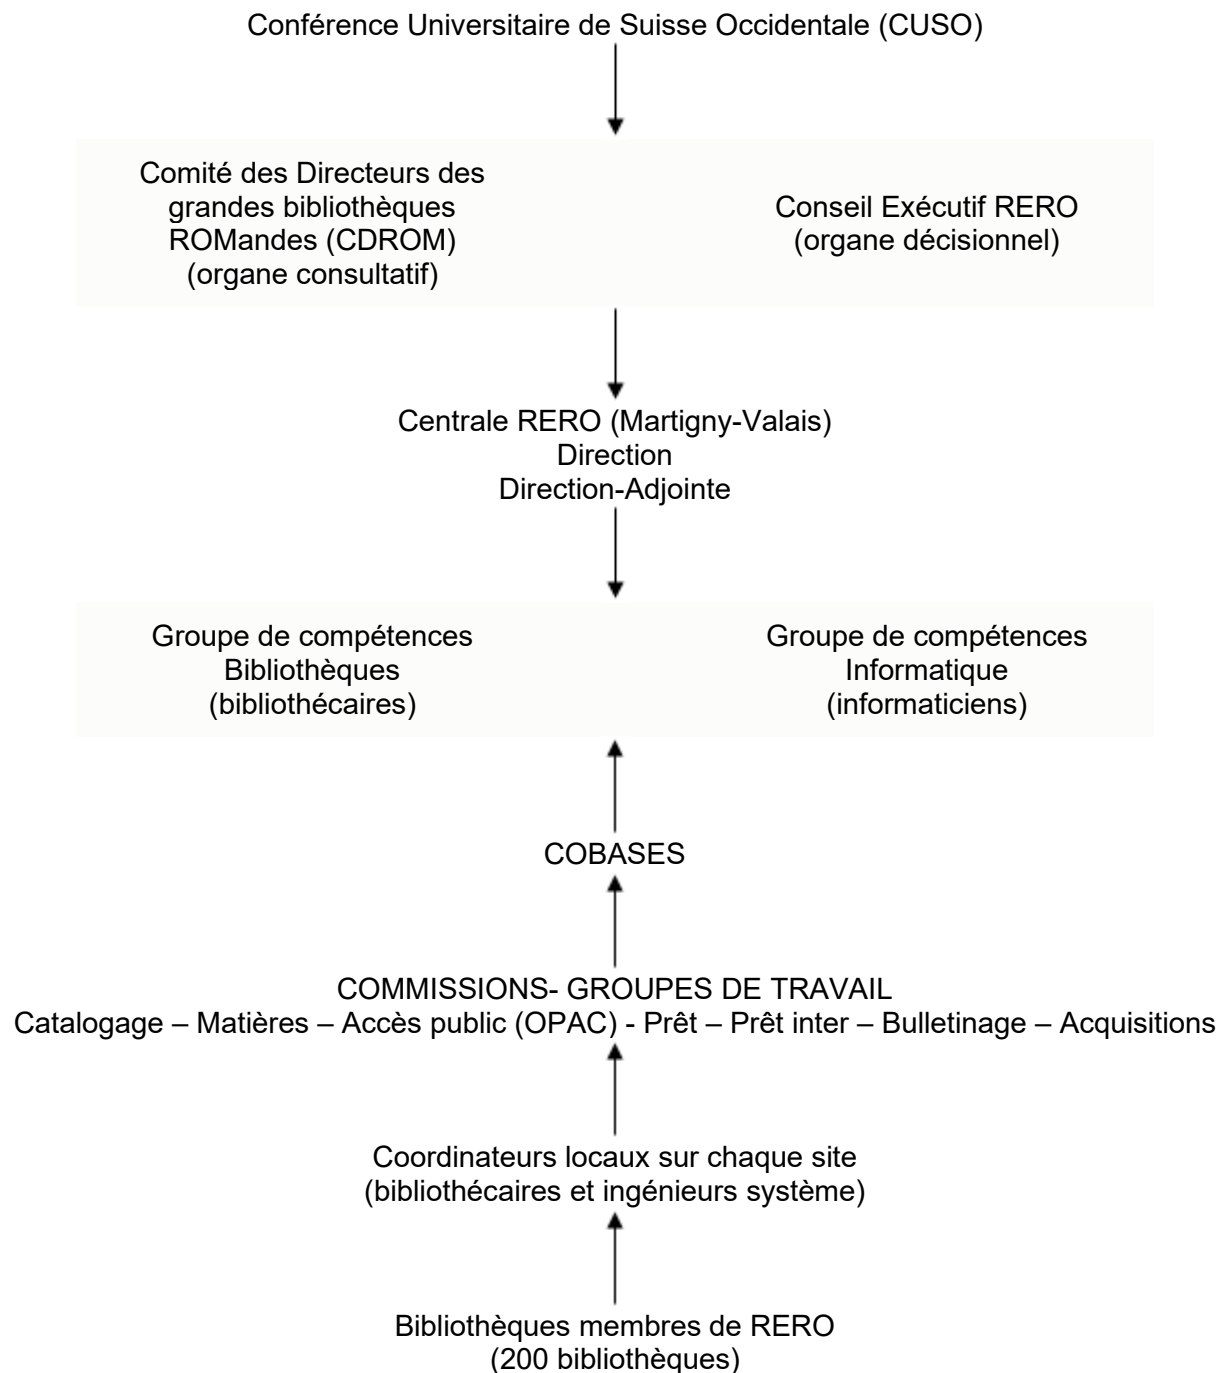 Conférence Universitaire de Suisse Occidentale (CUSO)
Comité des Directeurs des
grandes bibliothèques
ROMandes (CDROM)
(organe consultatif)
Conseil Exécutif RERO
(organe décisionnel)
Centrale RERO (Martigny-Valais)
Direction
Direction-Adjointe
Groupe de compétences
Bibliothèques
(bibliothécaires)
Groupe de compétences
Informatique
(informaticiens)
COBASES
COMMISSIONS- GROUPES DE TRAVAIL
Catalogage – Matières – Accès public (OPAC) - Prêt – Prêt inter – Bulletinage – Acquisitions
Coordinateurs locaux sur chaque site
(bibliothécaires et ingénieurs système)
Bibliothèques membres de RERO
(200 bibliothèques)